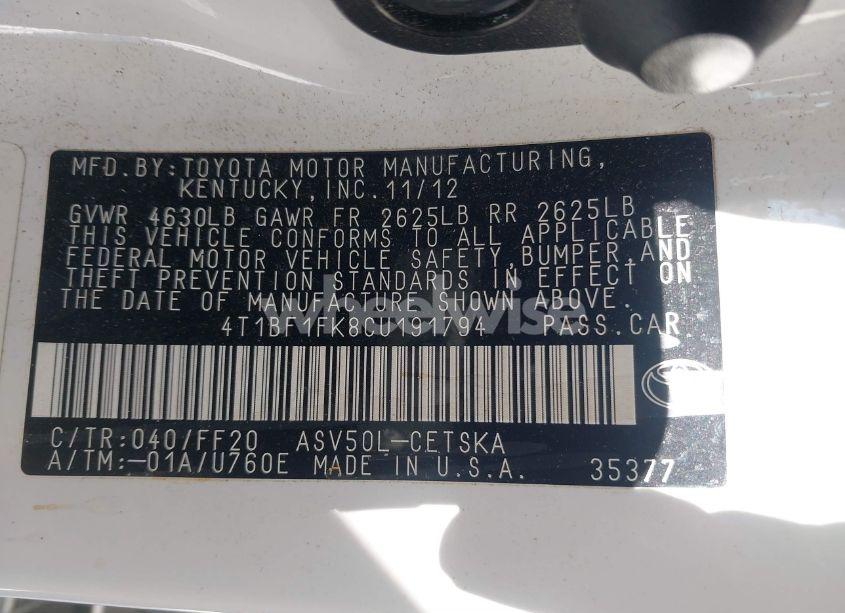 MFD.BY:TOYOTA MOTOR MANUFACTURING,
KENTUCKY,INC.11/12
GVWR 4630LB GAWR FR 2625LB RR 2625LB
THIS VEHICLE CONFORMS TO ALL APPLICABLE
FEDERAL MOTOR VEHICLE SAFETY,BUMPER,AND
THEFT PREVENTION STANDARDS IN EFFECT ON
THE DATE OF MANUFACTURE SHOWN ABOVE.
wheelwise
4T1BF1FK8CU191794 PASS.CAR
C/TR:040/FF20 ASV50L-CETSKA
A/TM:-01A/U760E MADE IN U.S.A. 35377